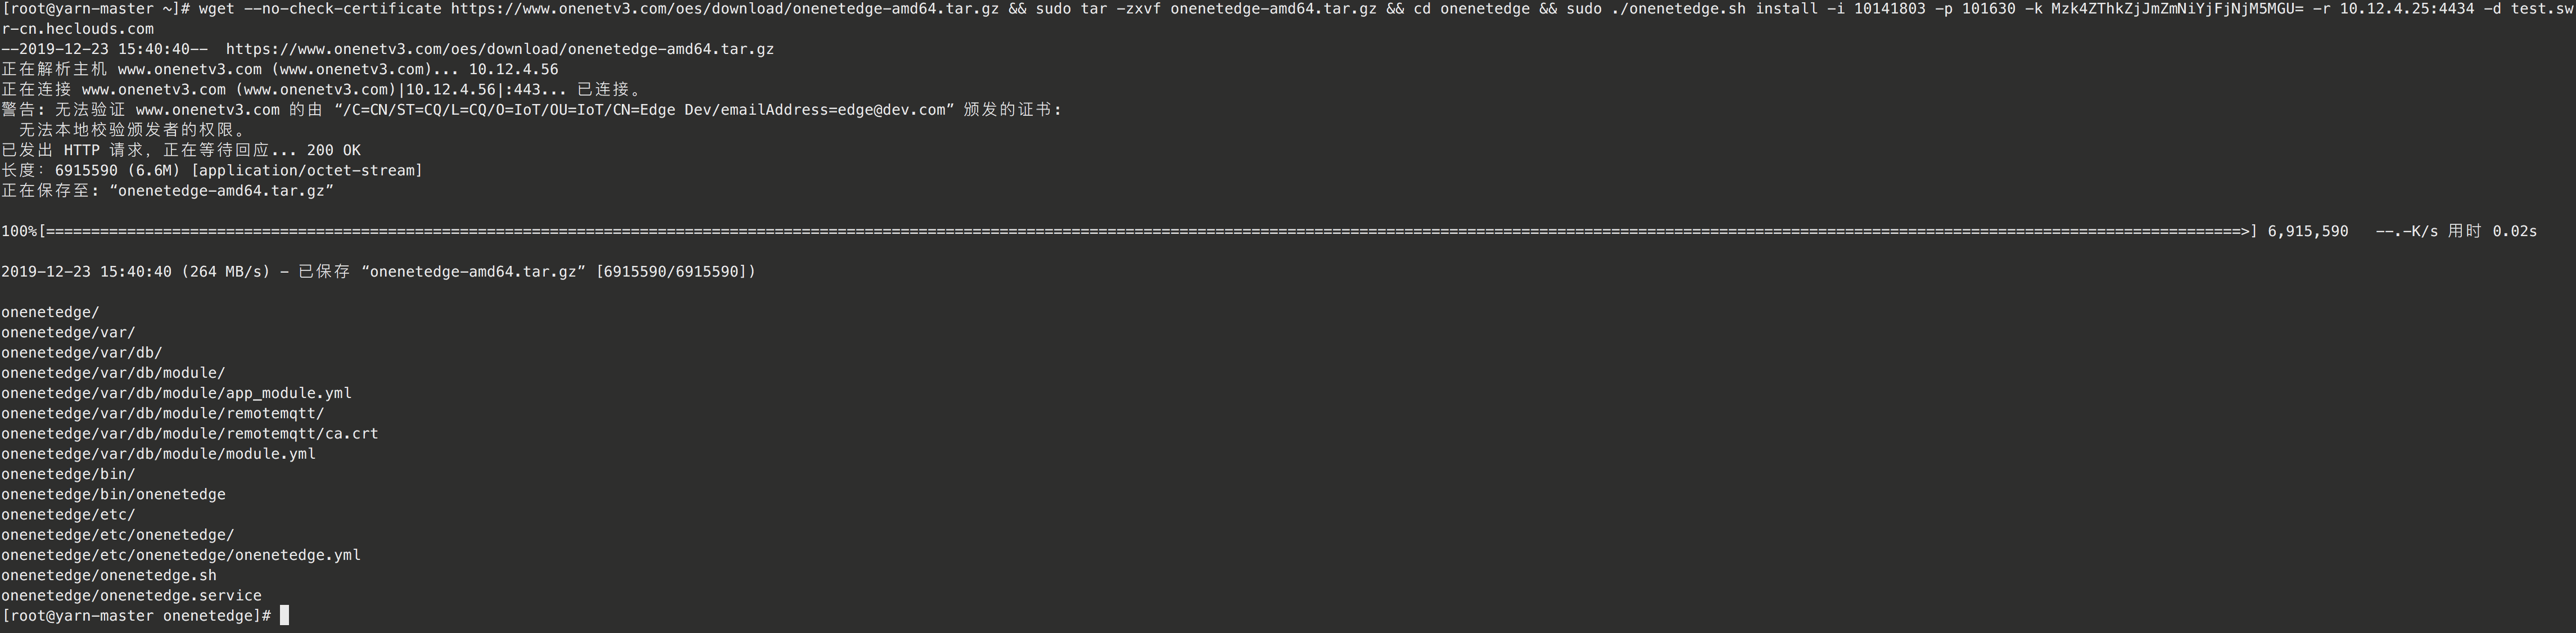 [root@yarn-master ~]# wget --no-check-certificate https://www.onenetv3.com/oes/download/onenetedge-amd64.tar.gz && sudo tar -zxvf onenetedge-amd64.tar.gz && cd onenetedge && sudo ./onenetedge.sh install -i 10141803 -p 101630 -k Mzk4ZThkZjJmZmNiYjFjNjM5MGU= -r 10.12.4.25:4434 -d test.sw
r-cn.heclouds.com
--2019-12-23 15:40:40--  https://www.onenetv3.com/oes/download/onenetedge-amd64.tar.gz
正在解析主机 www.onenetv3.com (www.onenetv3.com)... 10.12.4.56
正在连接 www.onenetv3.com (www.onenetv3.com)|10.12.4.56|:443... 已连接。
警告: 无法验证 www.onenetv3.com 的由 “/C=CN/ST=CQ/L=CQ/O=IoT/OU=IoT/CN=Edge Dev/emailAddress=edge@dev.com” 颁发的证书:
  无法本地校验颁发者的权限。
已发出 HTTP 请求，正在等待回应... 200 OK
长度：6915590 (6.6M) [application/octet-stream]
正在保存至: “onenetedge-amd64.tar.gz”
100%[=====================================>] 6,915,590   --.-K/s 用时 0.02s
2019-12-23 15:40:40 (264 MB/s) - 已保存 “onenetedge-amd64.tar.gz” [6915590/6915590])
onenetedge/
onenetedge/var/
onenetedge/var/db/
onenetedge/var/db/module/
onenetedge/var/db/module/app_module.yml
onenetedge/var/db/module/remotemqtt/
onenetedge/var/db/module/remotemqtt/ca.crt
onenetedge/var/db/module/module.yml
onenetedge/bin/
onenetedge/bin/onenetedge
onenetedge/etc/
onenetedge/etc/onenetedge/
onenetedge/etc/onenetedge/onenetedge.yml
onenetedge/onenetedge.sh
onenetedge/onenetedge.service
[root@yarn-master onenetedge]#